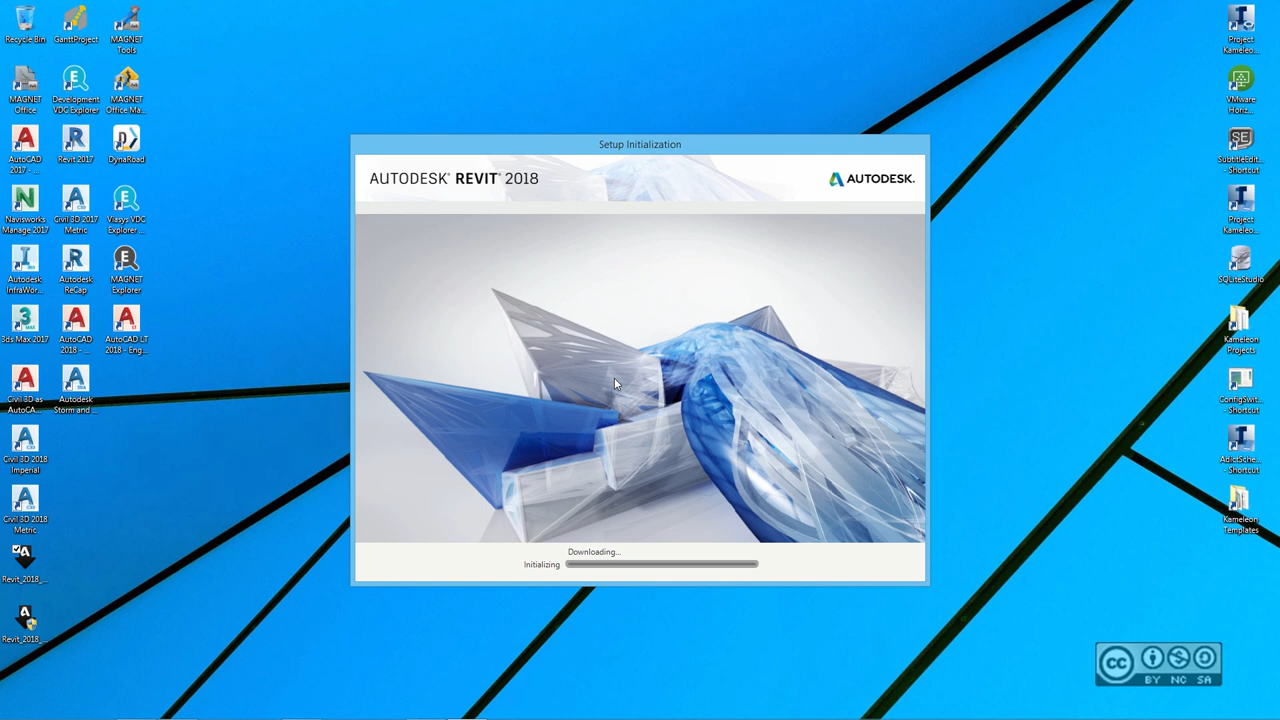 Recycle Bin
GanttProject
MAGNET
Tools
MAGNET
Office
Development
VDC Explorer
MAGNET
Office Ma...
AutoCAD
2017 - ...
Revit 2017
DynaRoad
Navisworks
Manage 2017
Civil 3D 2017
Metric
Viasys VDC
Explorer ...
Autodesk
InfraWor...
Autodesk
ReCap
MAGNET
Explorer
3ds Max 2017
AutoCAD
2018 - ...
AutoCAD LT
2018 - Eng...
Civil 3D as
AutoCA...
Autodesk
Storm and ...
Civil 3D 2018
Imperial
Civil 3D 2018
Metric
Revit_2018_...
Revit_2018_...
Setup Initialization
AUTODESK® REVIT® 2018
AUTODESK.
Downloading...
Initializing
Project
Kameleo...
VMware
Horiz...
SE
SubtitleEdit...
- Shortcut
Project
Kameleo...
SQLiteStudio
Kameleon
Projects
ConfigSwit...
- Shortcut
AdictSche...
- Shortcut
Kameleon
Templates
cc
BY NC SA